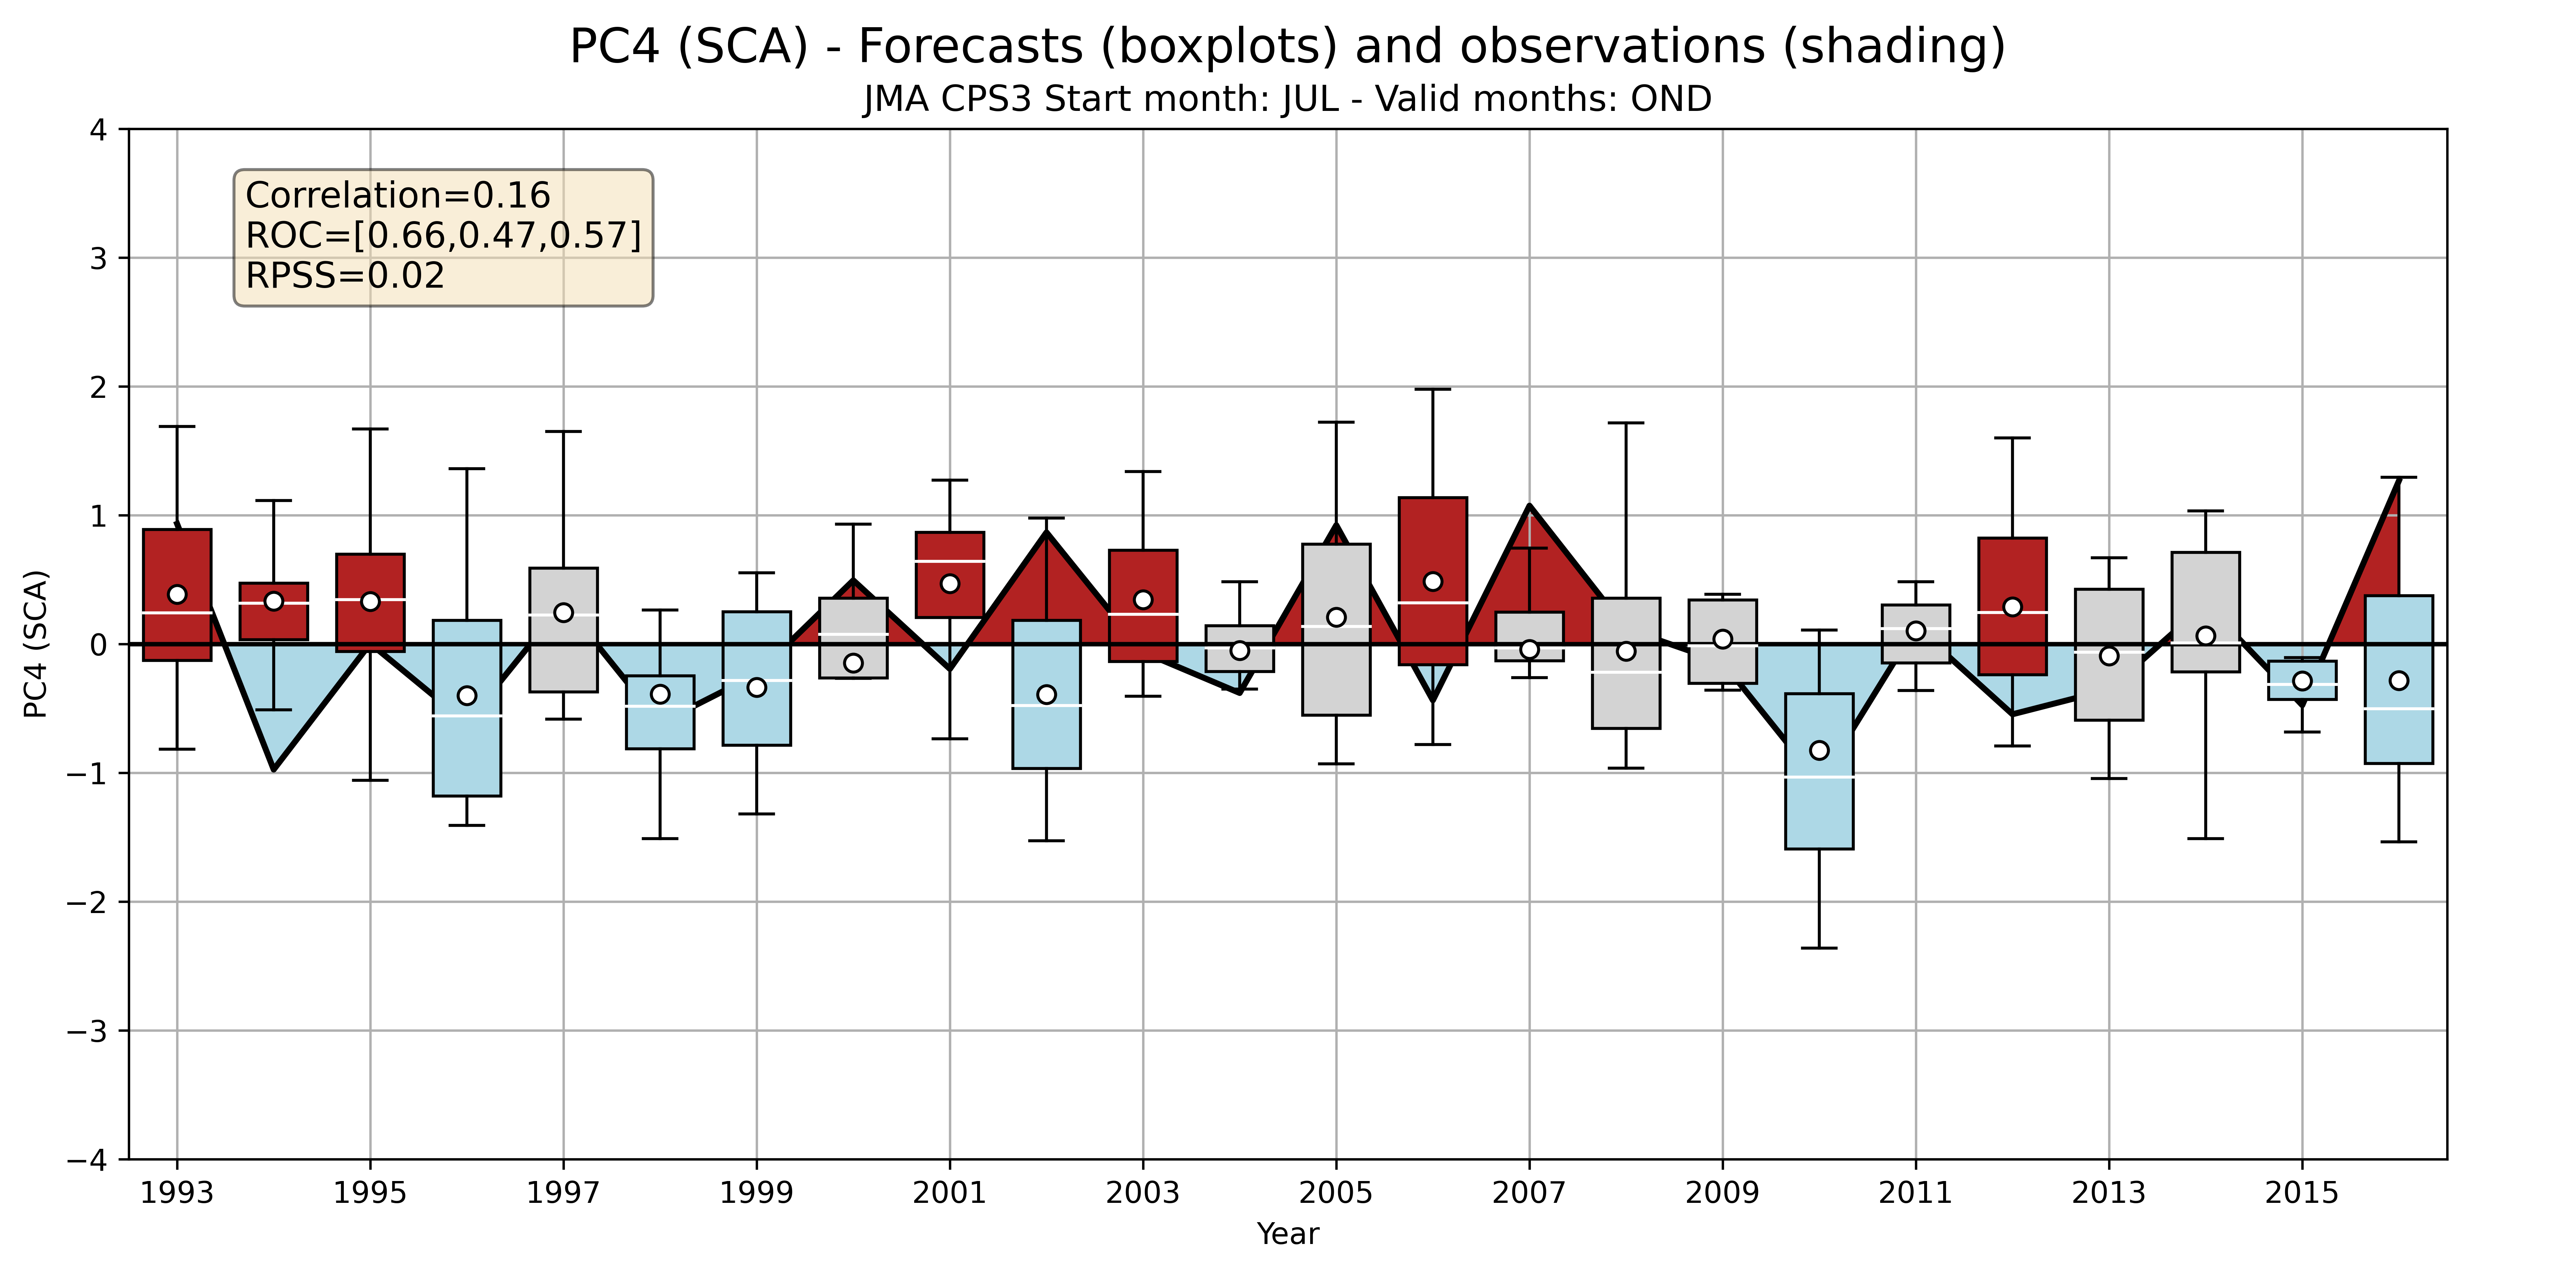 PC4 (SCA) - Forecasts (boxplots) and observations (shading)
JMA CPS3 Start month: JUL - Valid months: OND
Correlation=0.16
ROC=[0.66,0.47,0.57]
RPSS=0.02
PC4 (SCA)
4
3
2
1
0
−1
−2
−3
−4
1993 1995 1997 1999 2001 2003 2005 2007 2009 2011 2013 2015
Year